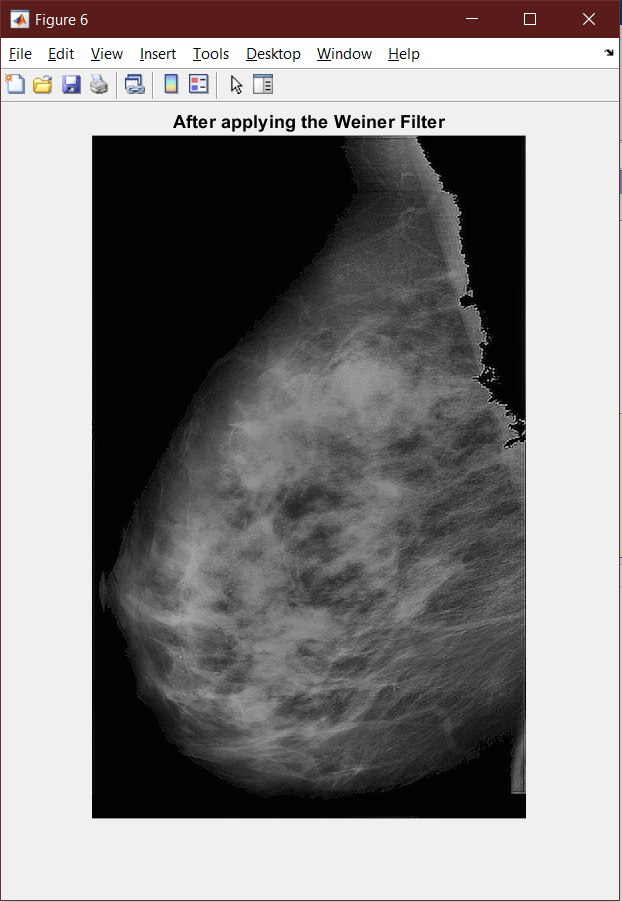 Figure 6
File Edit View Insert Tools Desktop Window Help
After applying the Weiner Filter